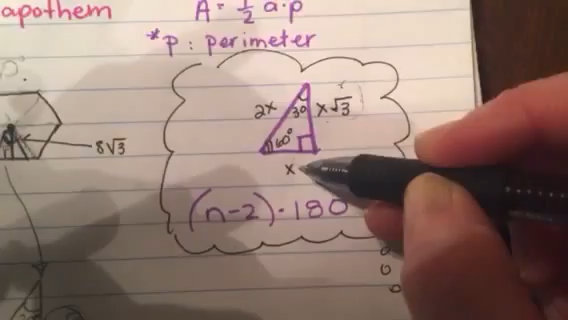 apothem
A = 1/2 a·p
*p: perimeter
2x 30 x√3
60°
8√3
x
(n-2)·180